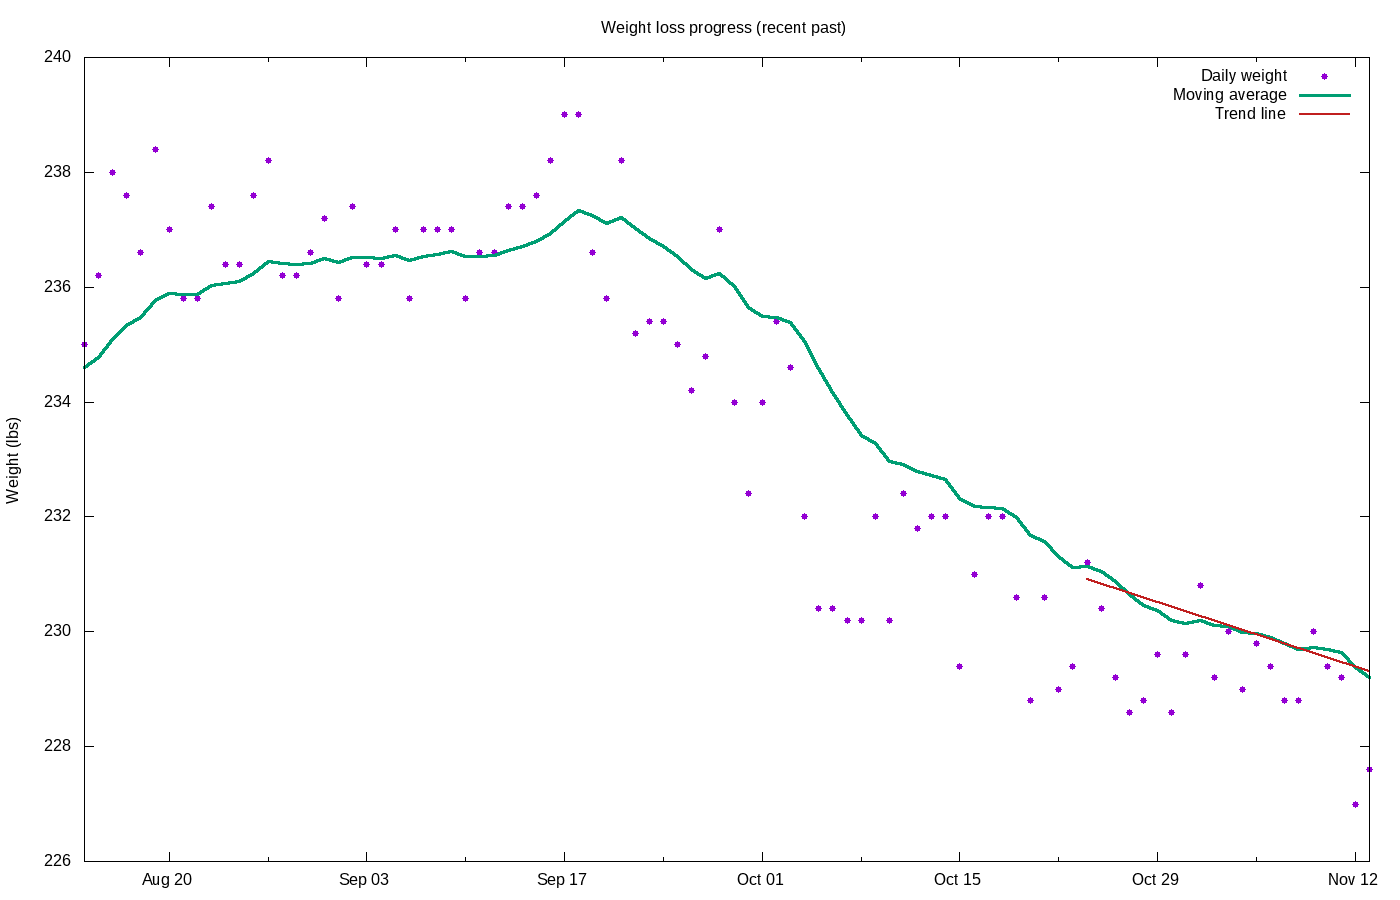 Weight loss progress (recent past)
240
238
236
234
232
230
228
226
Weight (lbs)
Daily weight
Moving average
Trend line
Aug 20
Sep 03
Sep 17
Oct 01
Oct 15
Oct 29
Nov 12